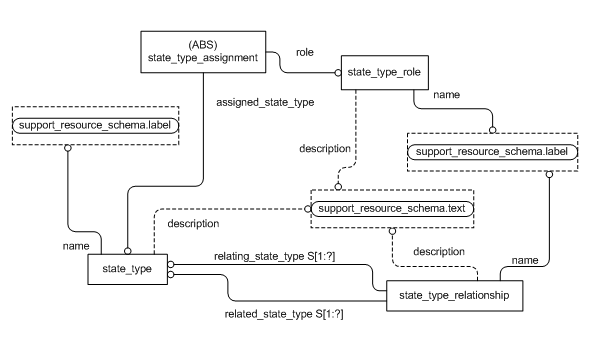 (ABS)
state_type_assignment
role
state_type_role
assigned_state_type
name
support_resource_schema.label
description
support_resource_schema.label
support_resource_schema.text
description
name
description
relating_state_type S[1:?]
name
state_type
state_type_relationship
related_state_type S[1:?]